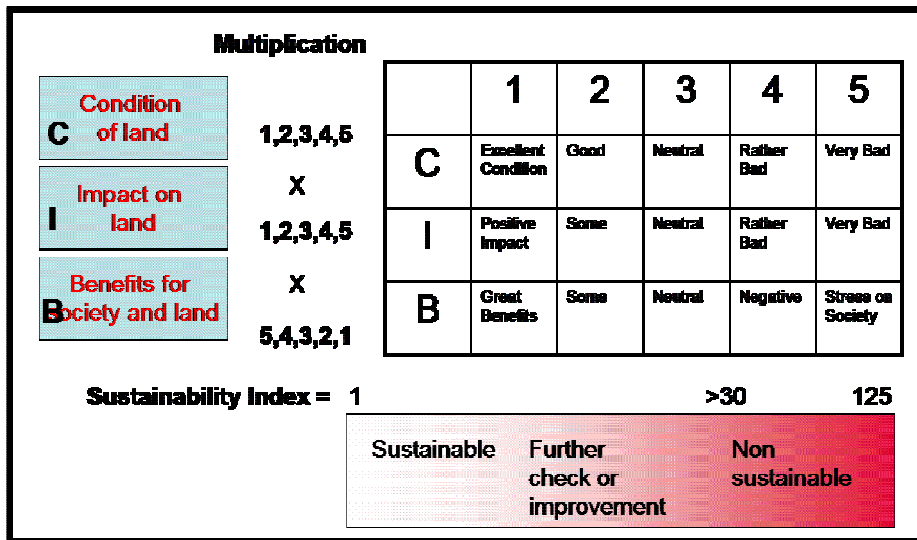 Multiplication
C
Condition
of land
1,2,3,4,5
X
I
Impact on
land
1,2,3,4,5
X
B
Benefits for
society and land
5,4,3,2,1
1 2 3 4 5
C
Excellent
Condition
Good
Neutral
Rather
Bad
Very Bad
I
Positive
Impact
Some
Neutral
Rather
Bad
Very Bad
B
Great
Benefits
Some
Neutral
Negative
Stress on
Society
Sustainability Index = 1 >30 125
Sustainable
Further
check or
improvement
Non
sustainable